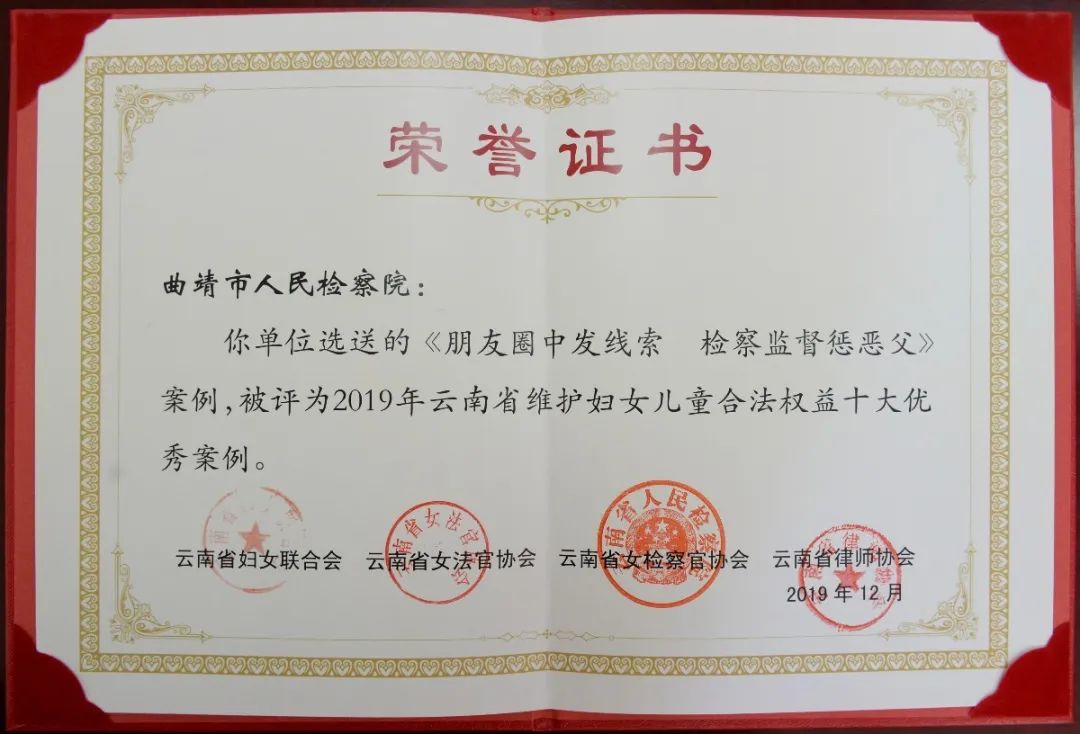 荣誉证书
曲靖市人民检察院：
你单位选送的《朋友圈中发线索　检察监督惩恶父》
案例，被评为2019年云南省维护妇女儿童合法权益十大优
秀案例。
云南省妇女联合会　云南省女法官协会　云南省女检察官协会　云南省律师协会
2019 年 12 月